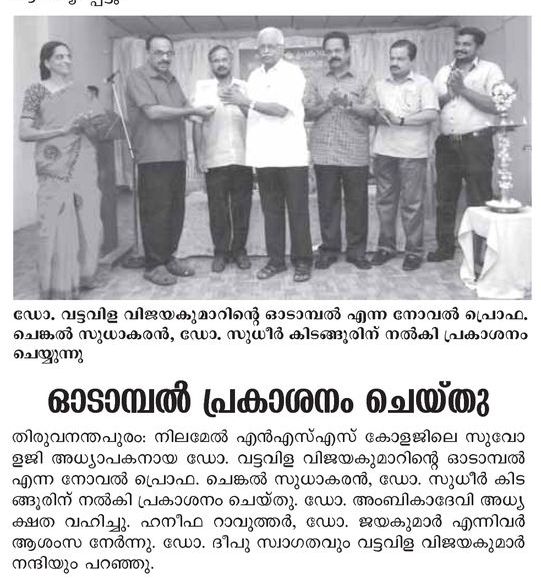 ഡോ. വട്ടവിള വിജയകുമാറിന്റെ ഓടാമ്പൽ എന്ന നോവൽ പ്രൊഫ.
ചെങ്കൽ സുധാകരൻ, ഡോ. സുധീർ കിടങ്ങൂരിന് നൽകി പ്രകാശനം
ചെയ്യുന്നു
ഓടാമ്പൽ പ്രകാശനം ചെയ്തു
തിരുവനന്തപുരം: നിലമേൽ എൻഎസ്എസ് കോളജിലെ സുവോ
ളജി അധ്യാപകനായ ഡോ. വട്ടവിള വിജയകുമാറിന്റെ ഓടാമ്പൽ
എന്ന നോവൽ പ്രൊഫ. ചെങ്കൽ സുധാകരൻ, ഡോ. സുധീർ കിട
ങ്ങൂരിന് നൽകി പ്രകാശനം ചെയ്തു. ഡോ. അംബികാദേവി അധ്യ
ക്ഷത വഹിച്ചു. ഹനീഫ റാവുത്തർ, ഡോ. ജയകുമാർ എന്നിവർ
ആശംസ നേർന്നു. ഡോ. ദീപു സ്വാഗതവും വട്ടവിള വിജയകുമാർ
നന്ദിയും പറഞ്ഞു.